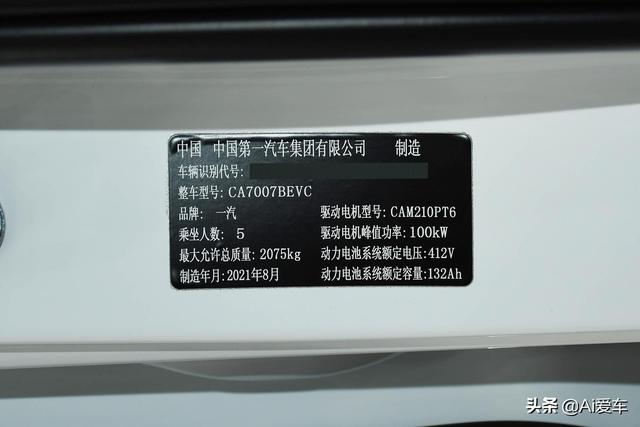 中国 中国第一汽车集团有限公司 制造
车辆识别代号:
整车型号: CA7007BEVC
品牌: 一汽 驱动电机型号: CAM210PT6
乘坐人数: 5 驱动电机峰值功率: 100kW
最大允许总质量: 2075kg 动力电池系统额定电压: 412V
制造年月: 2021年8月 动力电池系统额定容量: 132Ah
头条 @Ai爱车